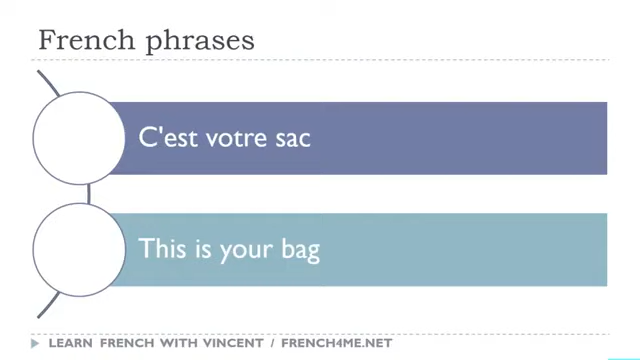 French phrases
C'est votre sac
This is your bag
LEARN FRENCH WITH VINCENT / FRENCH4ME.NET